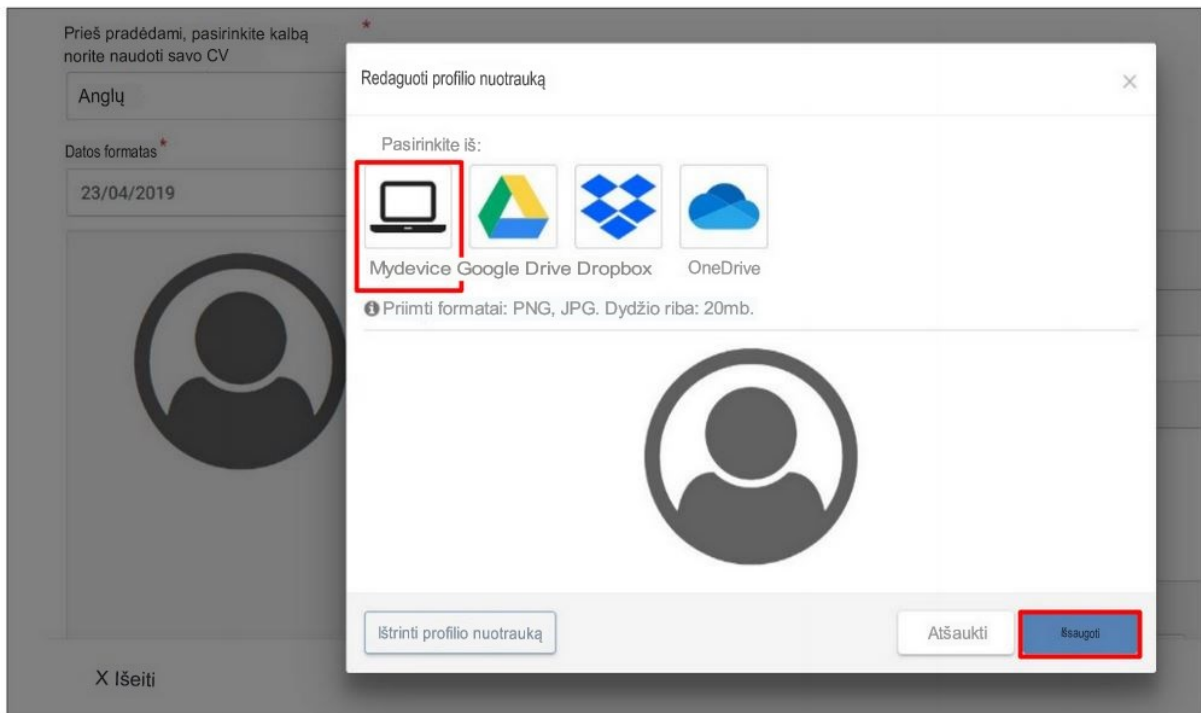 Prieš pradėdami, pasirinkite kalbą *
norite naudoti savo CV
Anglų
Datos formatas *
23/04/2019
X Išeiti
Redaguoti profilio nuotrauką ×
Pasirinkite iš:
Mydevice Google Drive Dropbox OneDrive
Priimti formatai: PNG, JPG. Dydžio riba: 20mb.
Ištrinti profilio nuotrauką
Atšaukti
Išsaugoti